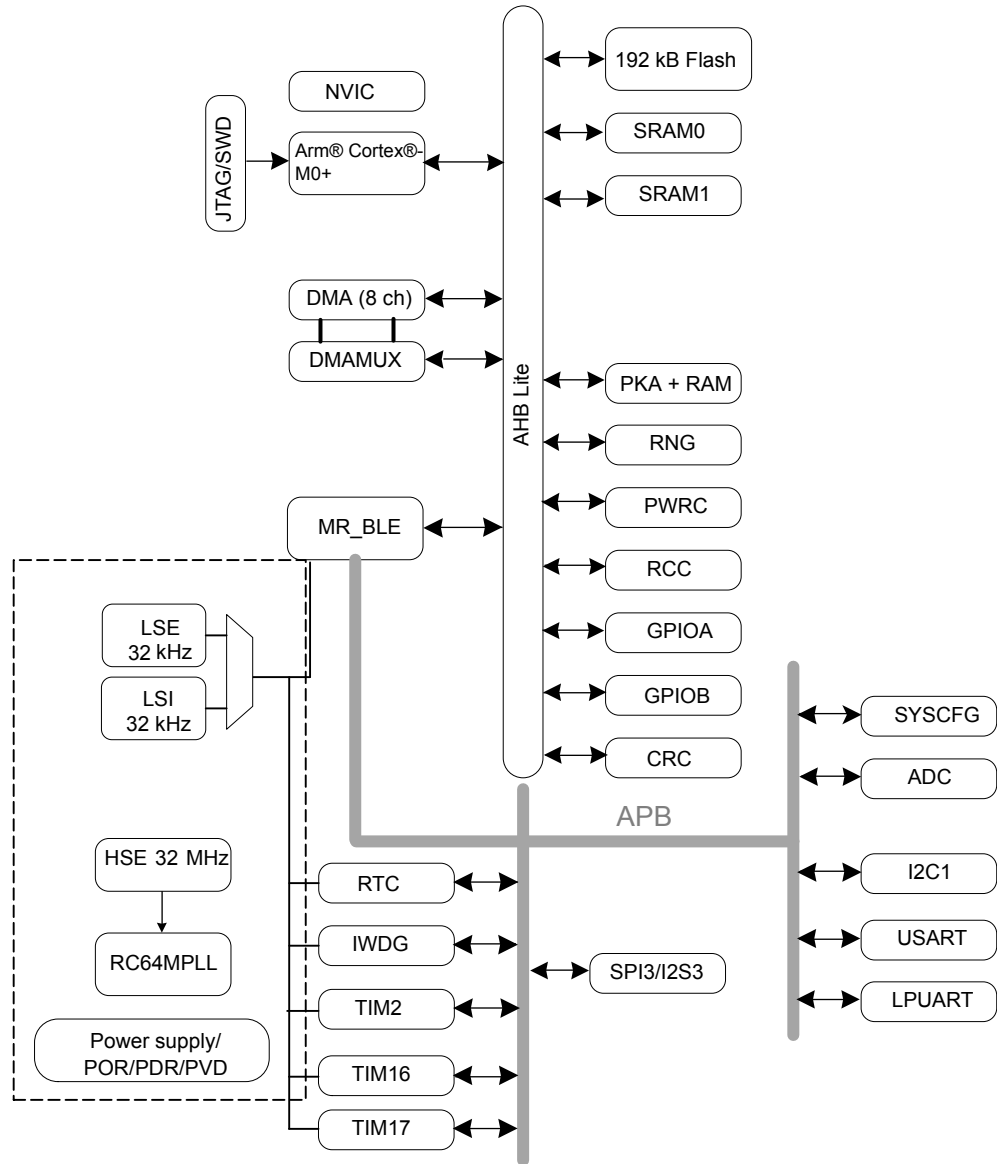 192 kB Flash
NVIC
JTAG/SWD
Arm® Cortex®-
M0+
SRAM0
SRAM1
DMA (8 ch)
DMAMUX
AHB Lite
PKA + RAM
RNG
PWRC
MR_BLE
RCC
LSE
32 kHz
GPIOA
LSI
32 kHz
GPIOB
SYSCFG
CRC
ADC
APB
HSE 32 MHz
RTC
I2C1
IWDG
USART
RC64MPLL
SPI3/I2S3
TIM2
LPUART
Power supply/
POR/PDR/PVD
TIM16
TIM17